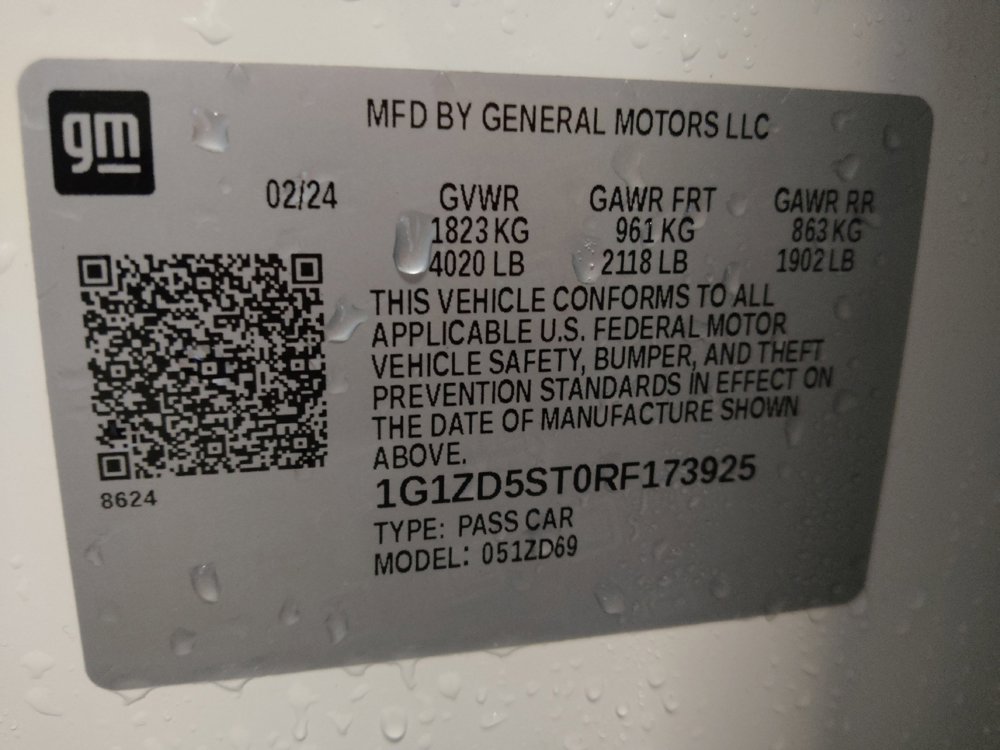 gm
MFD BY GENERAL MOTORS LLC
02/24 GVWR GAWR FRT GAWR RR
1823 KG 961 KG 863 KG
4020 LB 2118 LB 1902 LB
THIS VEHICLE CONFORMS TO ALL
APPLICABLE U.S. FEDERAL MOTOR
VEHICLE SAFETY, BUMPER, AND THEFT
PREVENTION STANDARDS IN EFFECT ON
THE DATE OF MANUFACTURE SHOWN
ABOVE.
1G1ZD5ST0RF173925
8624
TYPE: PASS CAR
MODEL: 051ZD69